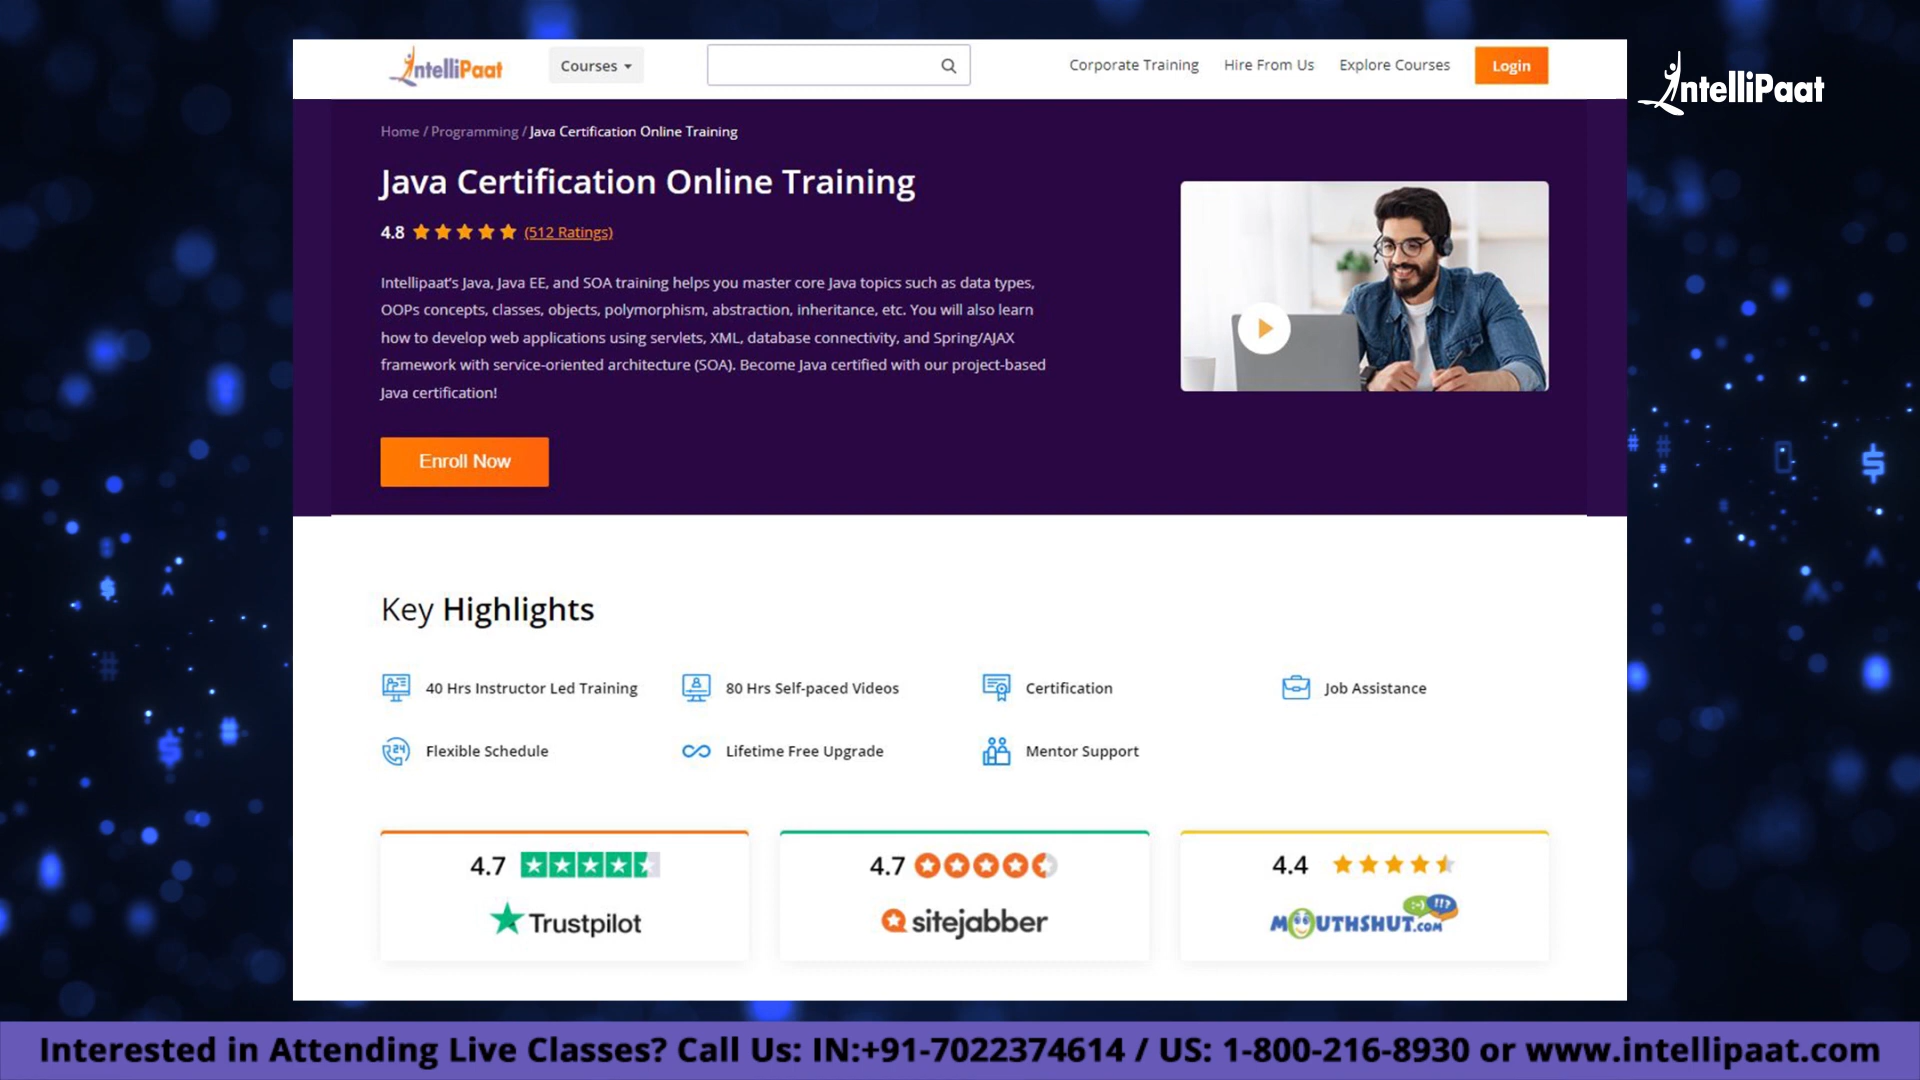 IntelliPaat
Courses
Corporate Training
Hire From Us
Explore Courses
Login
IntelliPaat
Home / Programming / Java Certification Online Training
Java Certification Online Training
4.8 (512 Ratings)
Intellipaat's Java, Java EE, and SOA training helps you master core Java topics such as data types,
OOPs concepts, classes, objects, polymorphism, abstraction, inheritance, etc. You will also learn
how to develop web applications using servlets, XML, database connectivity, and Spring/AJAX
framework with service-oriented architecture (SOA). Become Java certified with our project-based
Java certification!
Enroll Now
Key Highlights
40 Hrs Instructor Led Training
80 Hrs Self-paced Videos
Certification
Job Assistance
24
Flexible Schedule
Lifetime Free Upgrade
Mentor Support
4.7
Trustpilot
4.7
sitejabber
4.4
:-) !!?
MOUTHSHUT.COM
Interested in Attending Live Classes? Call Us: IN:+91-7022374614 / US: 1-800-216-8930 or www.intellipaat.com